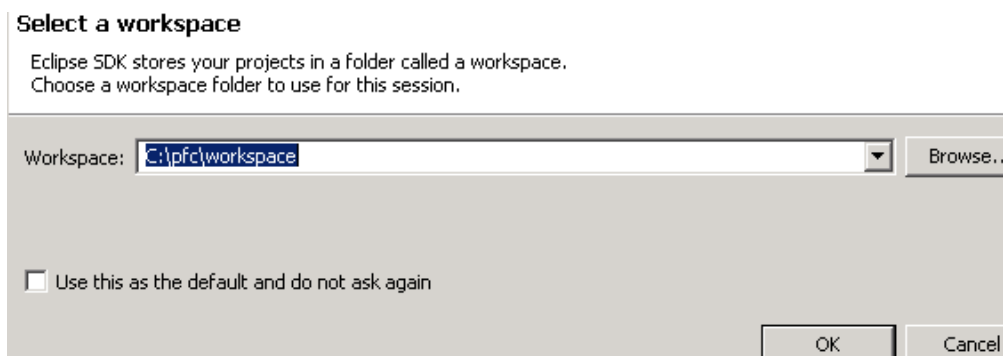 Select a workspace
Eclipse SDK stores your projects in a folder called a workspace.
Choose a workspace folder to use for this session.
Workspace: C:\pfc\workspace Browse..
Use this as the default and do not ask again
OK Cancel